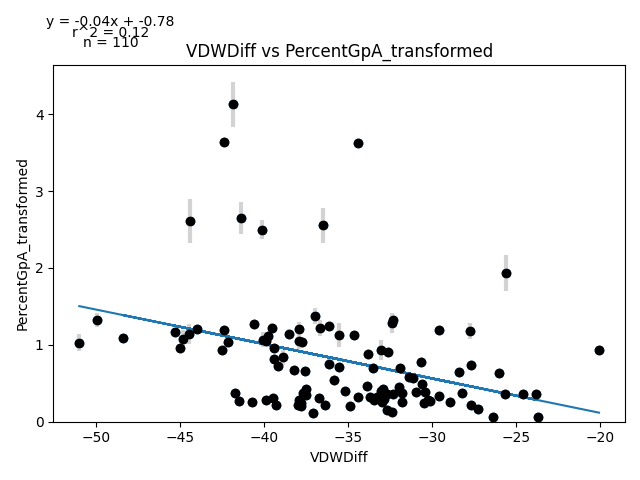 y = -0.04x + -0.78
r^2 = 0.12
n = 110
VDWDiff vs PercentGpA_transformed
PercentGpA_transformed
4
3
2
1
0
−50
−45
−40
−35
−30
−25
−20
VDWDiff